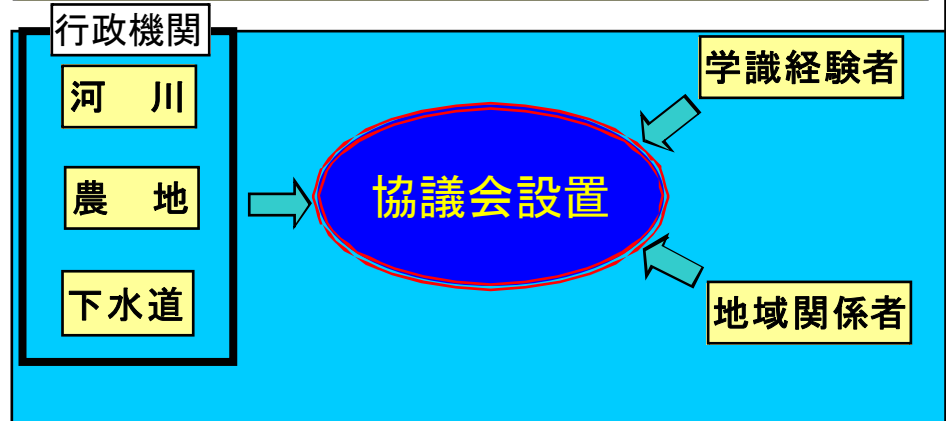 行政機関
河　川
農　地
下水道
協議会設置
学識経験者
地域関係者